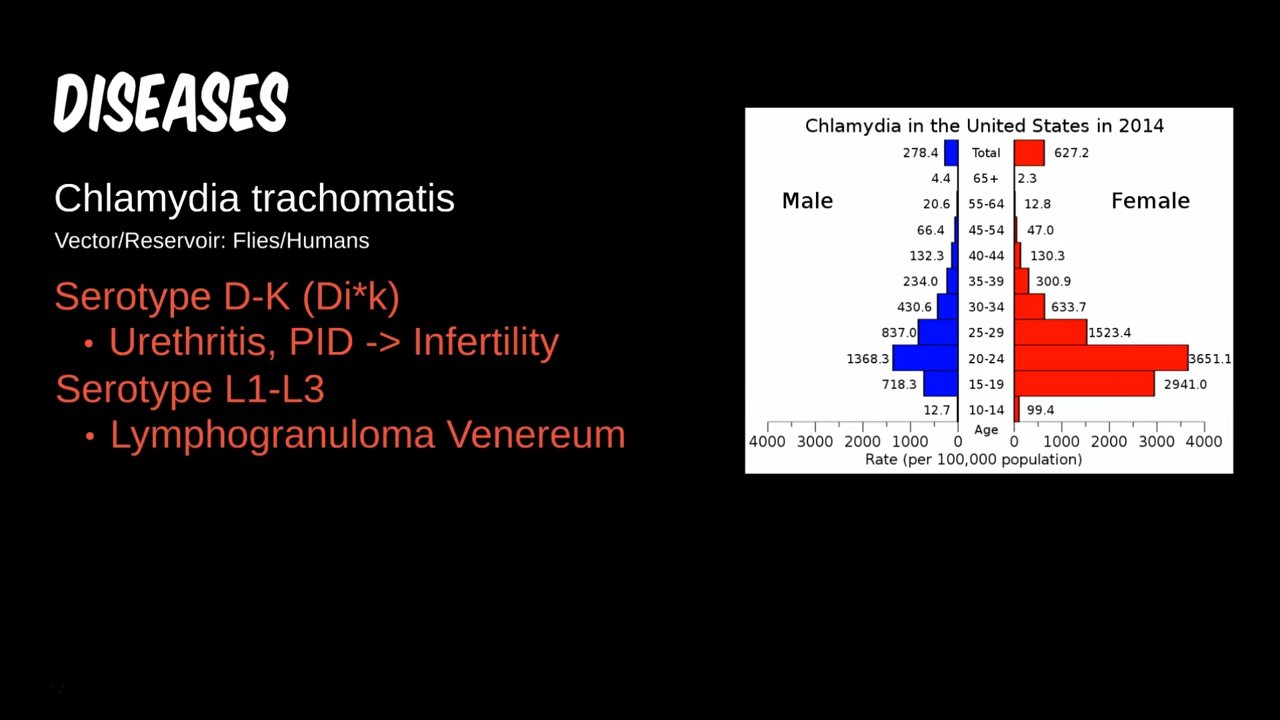 DISEASES
Chlamydia trachomatis
Vector/Reservoir: Flies/Humans
Serotype D-K (Di*k)
• Urethritis, PID -> Infertility
Serotype L1-L3
• Lymphogranuloma Venereum
Chlamydia in the United States in 2014
278.4 Total 627.2
4.4 65+ 2.3
Male 20.6 55-64 12.8 Female
66.4 45-54 47.0
132.3 40-44 130.3
234.0 35-39 300.9
430.6 30-34 633.7
837.0 25-29 1523.4
1368.3 20-24 3651.1
718.3 15-19 2941.0
12.7 10-14 99.4
Age
4000 3000 2000 1000 0 0 1000 2000 3000 4000
Rate (per 100,000 population)